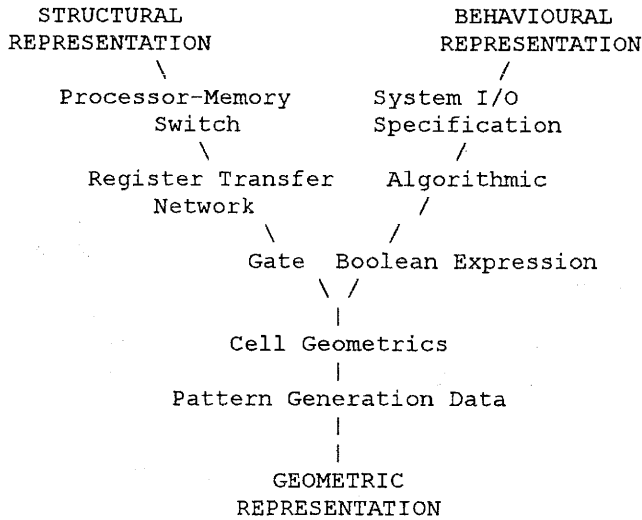 STRUCTURAL BEHAVIOURAL
REPRESENTATION REPRESENTATION
Processor-Memory System I/O
Switch Specification
Register Transfer Algorithmic
Network
Gate Boolean Expression
Cell Geometrics
Pattern Generation Data
GEOMETRIC
REPRESENTATION